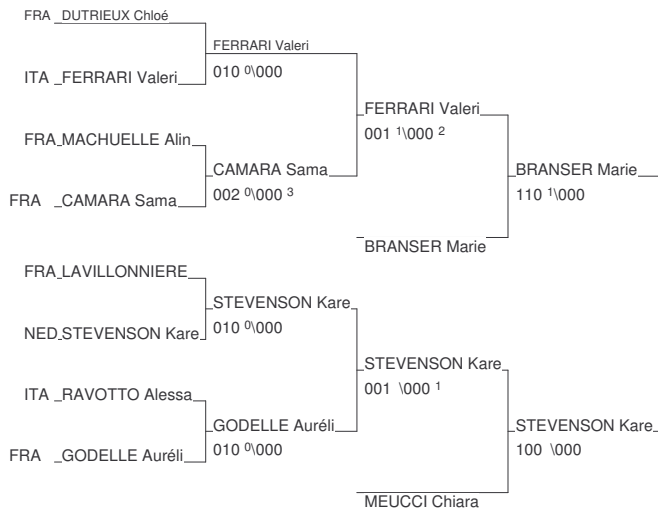 FRA DUTRIEUX Chloé
FERRARI Valeri
010 0\000
ITA FERRARI Valeri
FERRARI Valeri
001 1\000 2
FRA MACHUELLE Alin
CAMARA Sama
002 0\000 3
BRANSER Marie
110 1\000
FRA CAMARA Sama
BRANSER Marie
FRA LAVILLONNIERE
STEVENSON Kare
010 0\000
NED STEVENSON Kare
STEVENSON Kare
001 \000 1
ITA RAVOTTO Alessa
GODELLE Auréli
010 0\000
STEVENSON Kare
100 \000
FRA GODELLE Auréli
MEUCCI Chiara